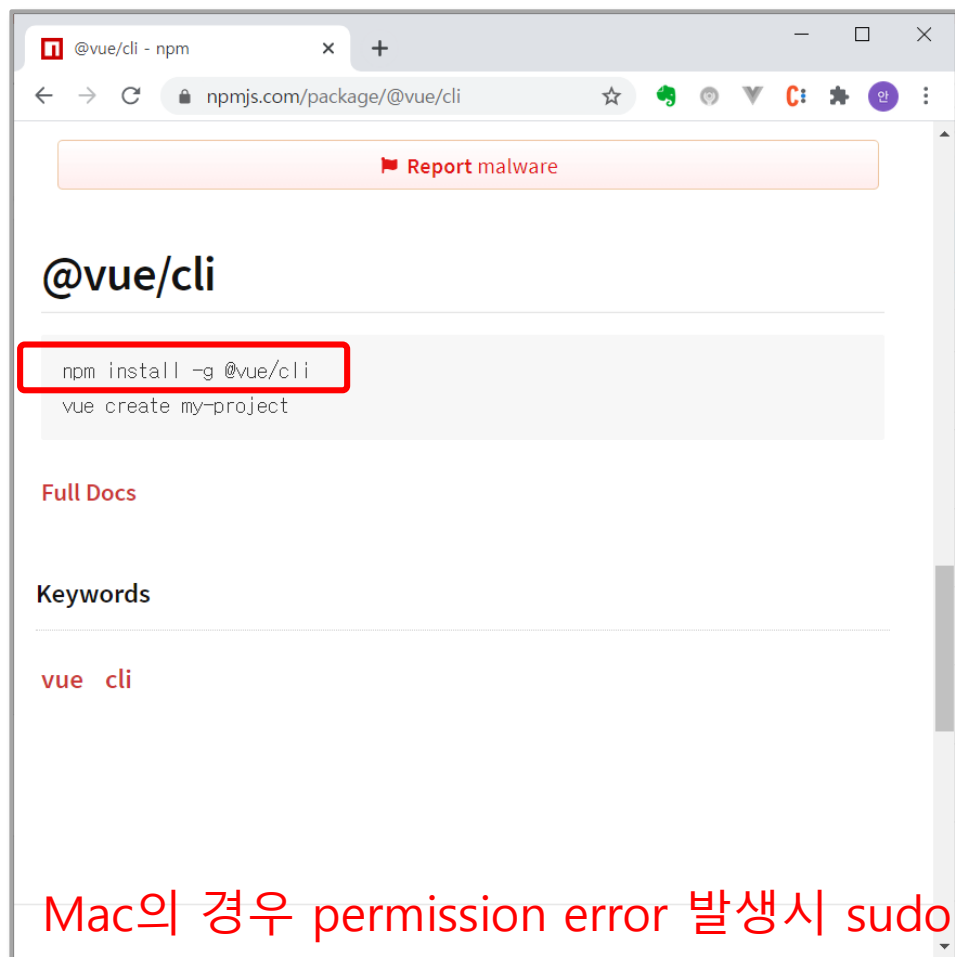 @vue/cli - npm
npmjs.com/package/@vue/cli
안
Report malware
@vue/cli
npm install -g @vue/cli
vue create my-project
Full Docs
Keywords
vue cli
Mac의 경우 permission error 발생시 sudo